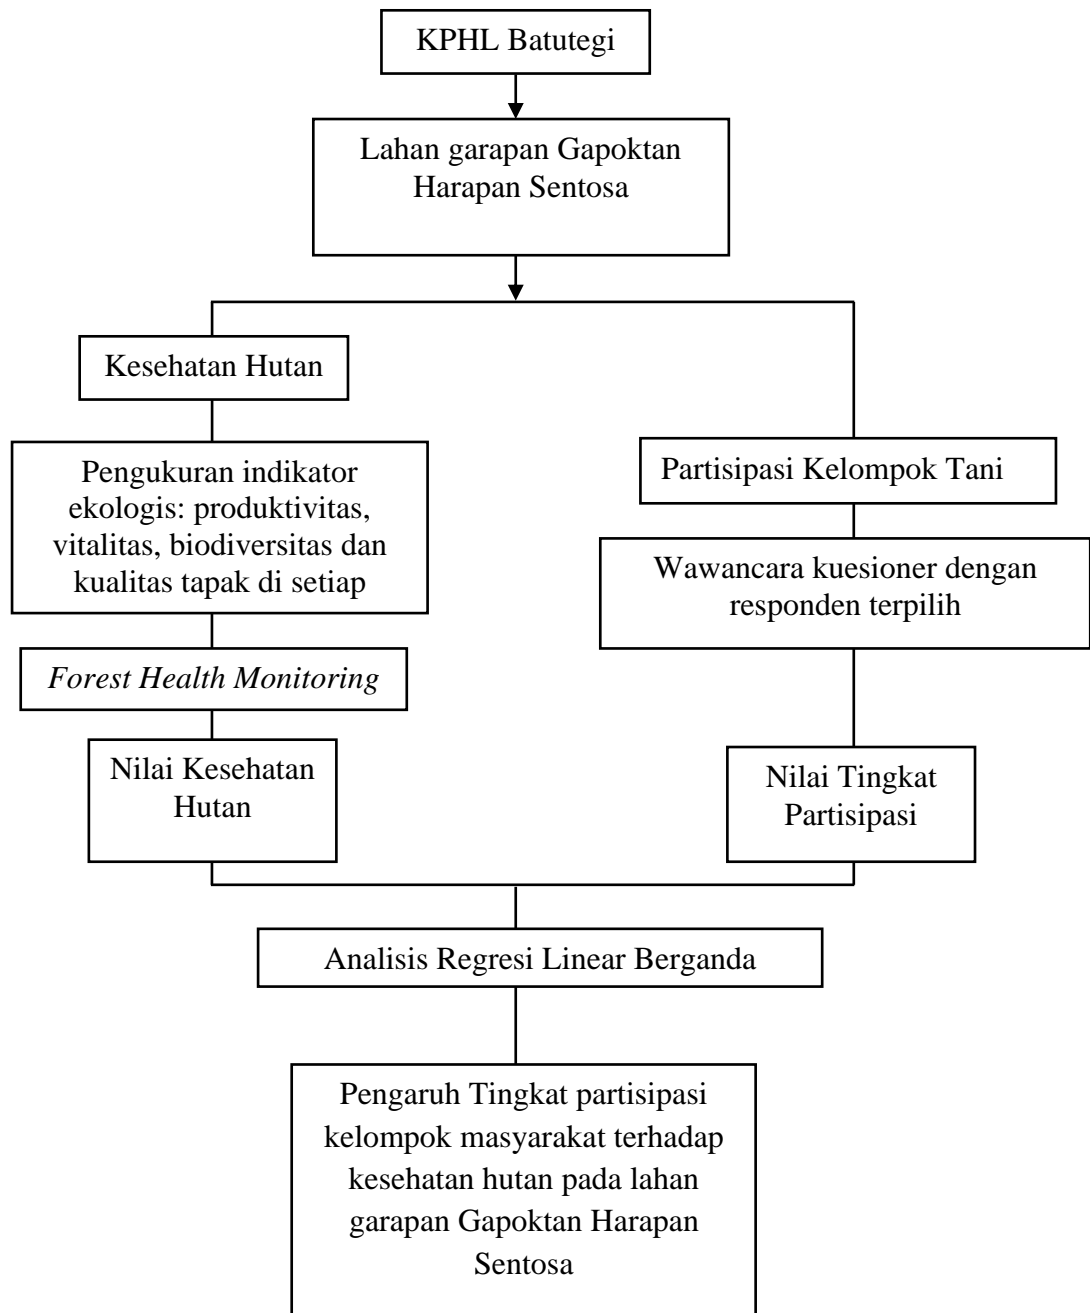 KPHL Batutegi
Lahan garapan Gapoktan
Harapan Sentosa
Kesehatan Hutan
Pengukuran indikator
ekologis: produktivitas,
vitalitas, biodiversitas dan
kualitas tapak di setiap
Forest Health Monitoring
Nilai Kesehatan
Hutan
Partisipasi Kelompok Tani
Wawancara kuesioner dengan
responden terpilih
Nilai Tingkat
Partisipasi
Analisis Regresi Linear Berganda
Pengaruh Tingkat partisipasi
kelompok masyarakat terhadap
kesehatan hutan pada lahan
garapan Gapoktan Harapan
Sentosa